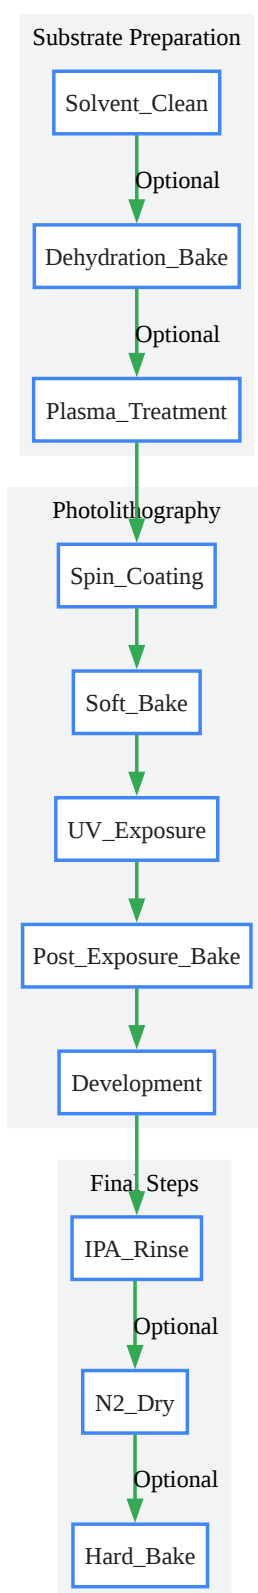 Substrate Preparation
Solvent_Clean
Optional
Dehydration_Bake
Optional
Plasma_Treatment
Photolithography
Spin_Coating
Soft_Bake
UV_Exposure
Post_Exposure_Bake
Development
Final Steps
IPA_Rinse
Optional
N2_Dry
Optional
Hard_Bake